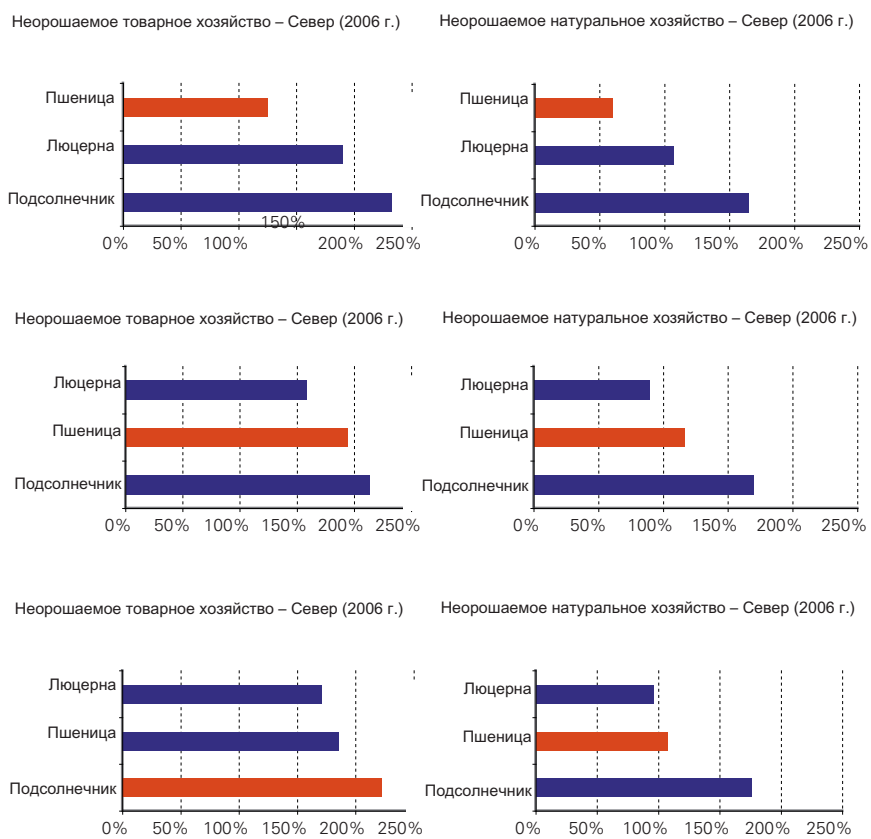 Неорошаемое товарное хозяйство – Север (2006 г.)
Пшеница
Люцерна
Подсолнечник
0% 50% 100% 150% 200% 250%
Неорошаемое натуральное хозяйство – Север (2006 г.)
Пшеница
Люцерна
Подсолнечник
0% 50% 100% 150% 200% 250%
Неорошаемое товарное хозяйство – Север (2006 г.)
Люцерна
Пшеница
Подсолнечник
0% 50% 100% 150% 200% 250%
Неорошаемое натуральное хозяйство – Север (2006 г.)
Люцерна
Пшеница
Подсолнечник
0% 50% 100% 150% 200% 250%
Неорошаемое товарное хозяйство – Север (2006 г.)
Люцерна
Пшеница
Подсолнечник
0% 50% 100% 150% 200% 250%
Неорошаемое натуральное хозяйство – Север (2006 г.)
Люцерна
Пшеница
Подсолнечник
0% 50% 100% 150% 200% 250%